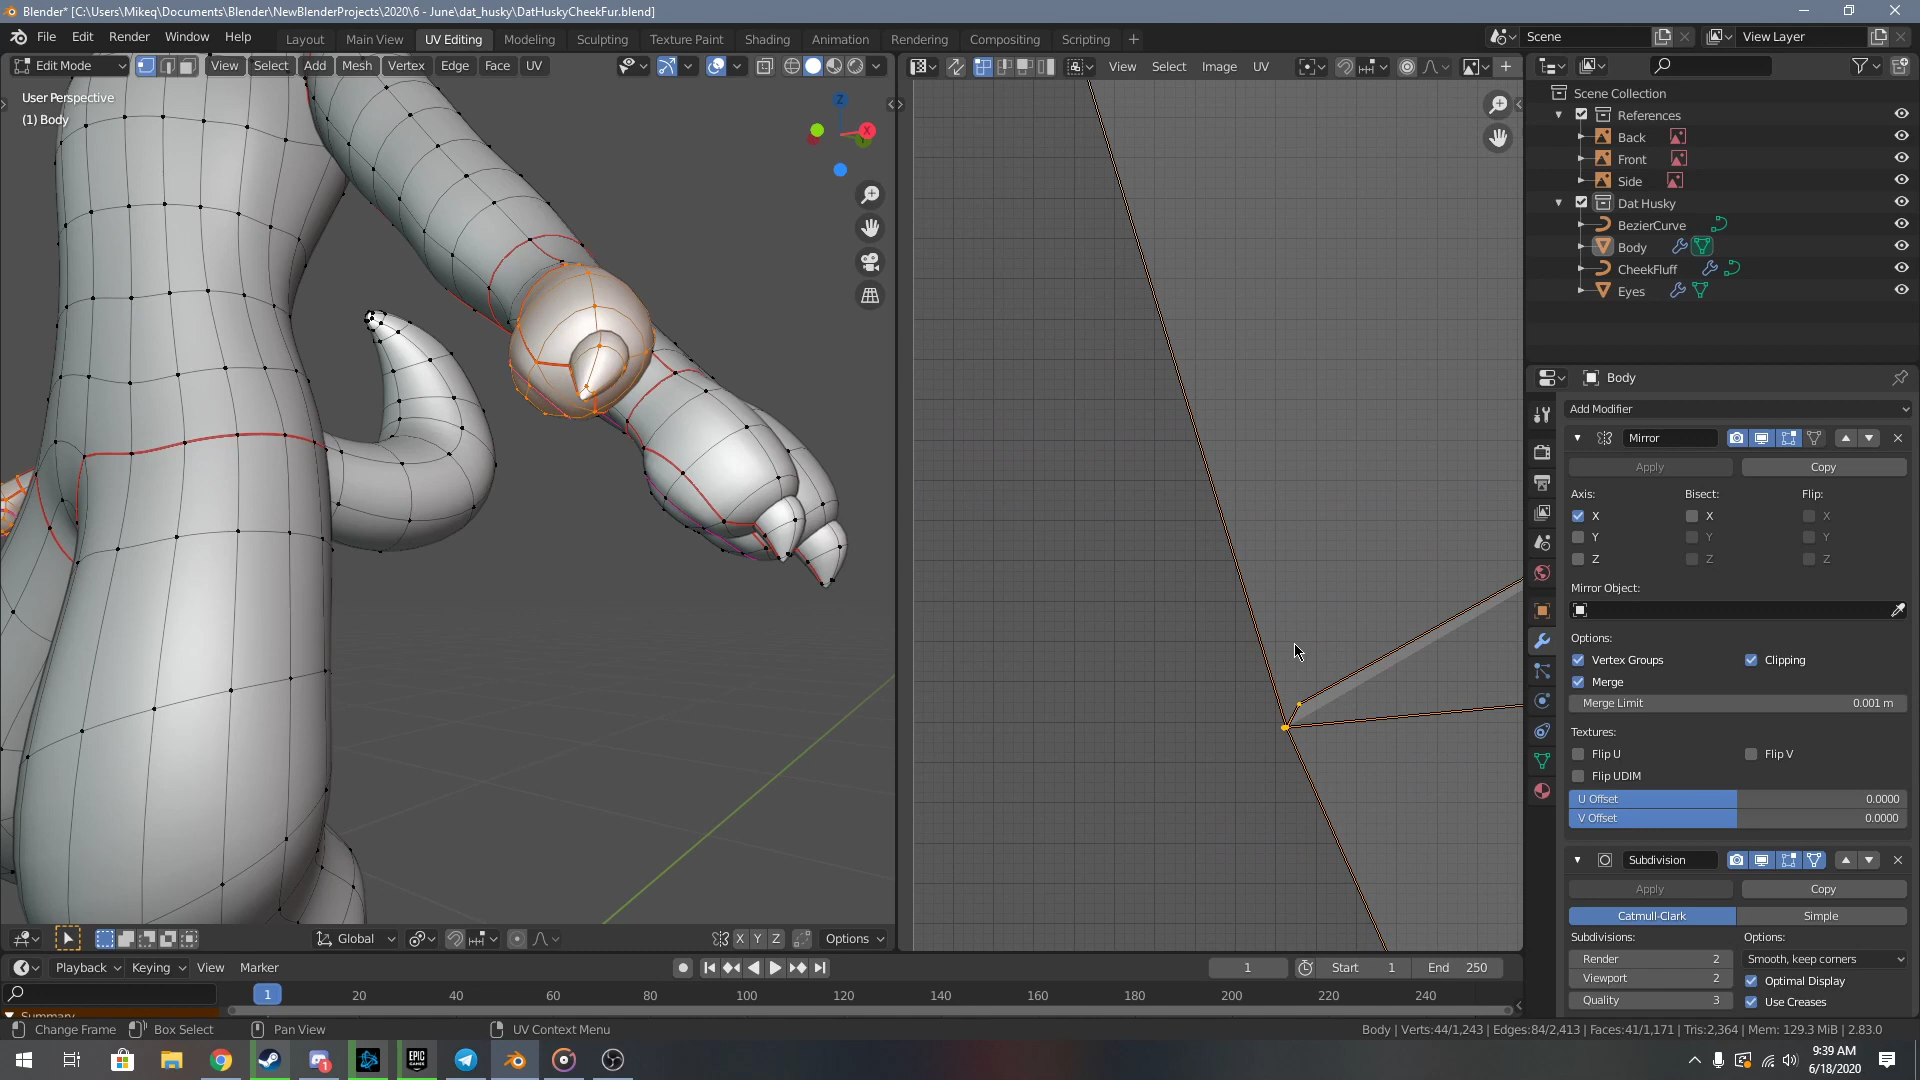 Blender* [C:\Users\Mikeq\Documents\Blender\NewBlenderProjects\2020\6 - June\dat_husky\DatHuskyCheekFur.blend]
File Edit Render Window Help Layout Main View UV Editing Modeling Sculpting Texture Paint Shading Animation Rendering Compositing Scripting + Scene View Layer
Edit Mode View Select Add Mesh Vertex Edge Face UV
View Select Image UV
User Perspective
(1) Body
Z
X
Y
Scene Collection
References
Back
Front
Side
Dat Husky
BezierCurve
Body
CheekFluff
Eyes
Body
Add Modifier
Mirror
Apply Copy
Axis: Bisect: Flip:
X X X
Y Y Y
Z Z Z
Mirror Object:
Options:
Vertex Groups Clipping
Merge
Merge Limit 0.001 m
Textures:
Flip U Flip V
Flip UDIM
U Offset 0.0000
V Offset 0.0000
Subdivision
Apply Copy
Catmull-Clark Simple
Subdivisions: Options:
Render 2 Smooth, keep corners
Viewport 2 Optimal Display
Quality 3 Use Creases
Global X Y Z Options
Playback Keying View Marker 1 Start 1 End 250
1 20 40 60 80 100 120 140 160 180 200 220 240
Summary
Change Frame Box Select Pan View UV Context Menu Body | Verts:44/1,243 | Edges:84/2,413 | Faces:41/1,171 | Tris:2,364 | Mem: 129.3 MiB | 2.83.0
EPIC GAMES
1
9:39 AM
6/18/2020